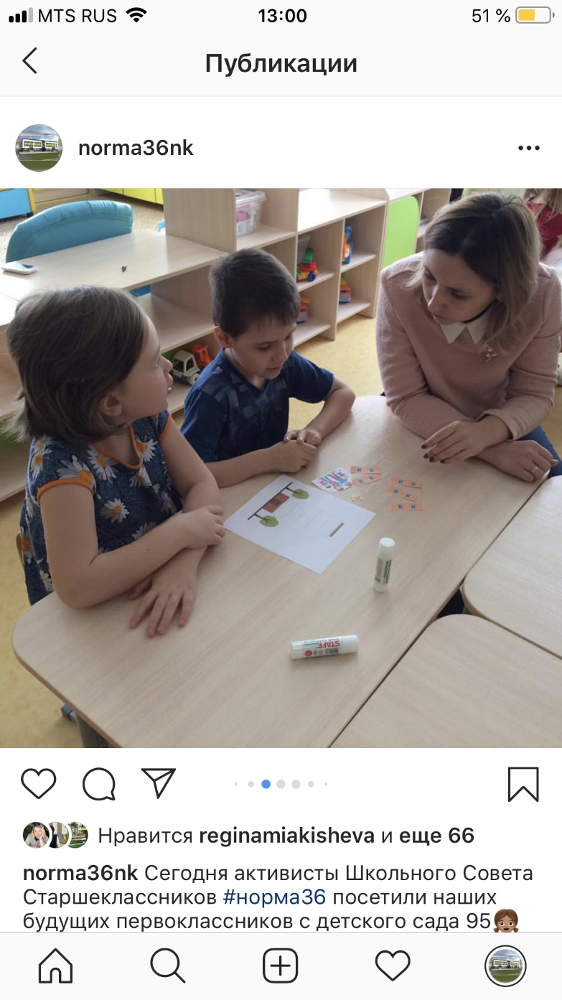 MTS RUS 13:00 51 %
Публикации
norma36nk
STAFF
Нравится reginamiakisheva и еще 66
norma36nk Сегодня активисты Школьного Совета
Старшеклассников #норма36 посетили наших
будущих первоклассников с детского сада 95